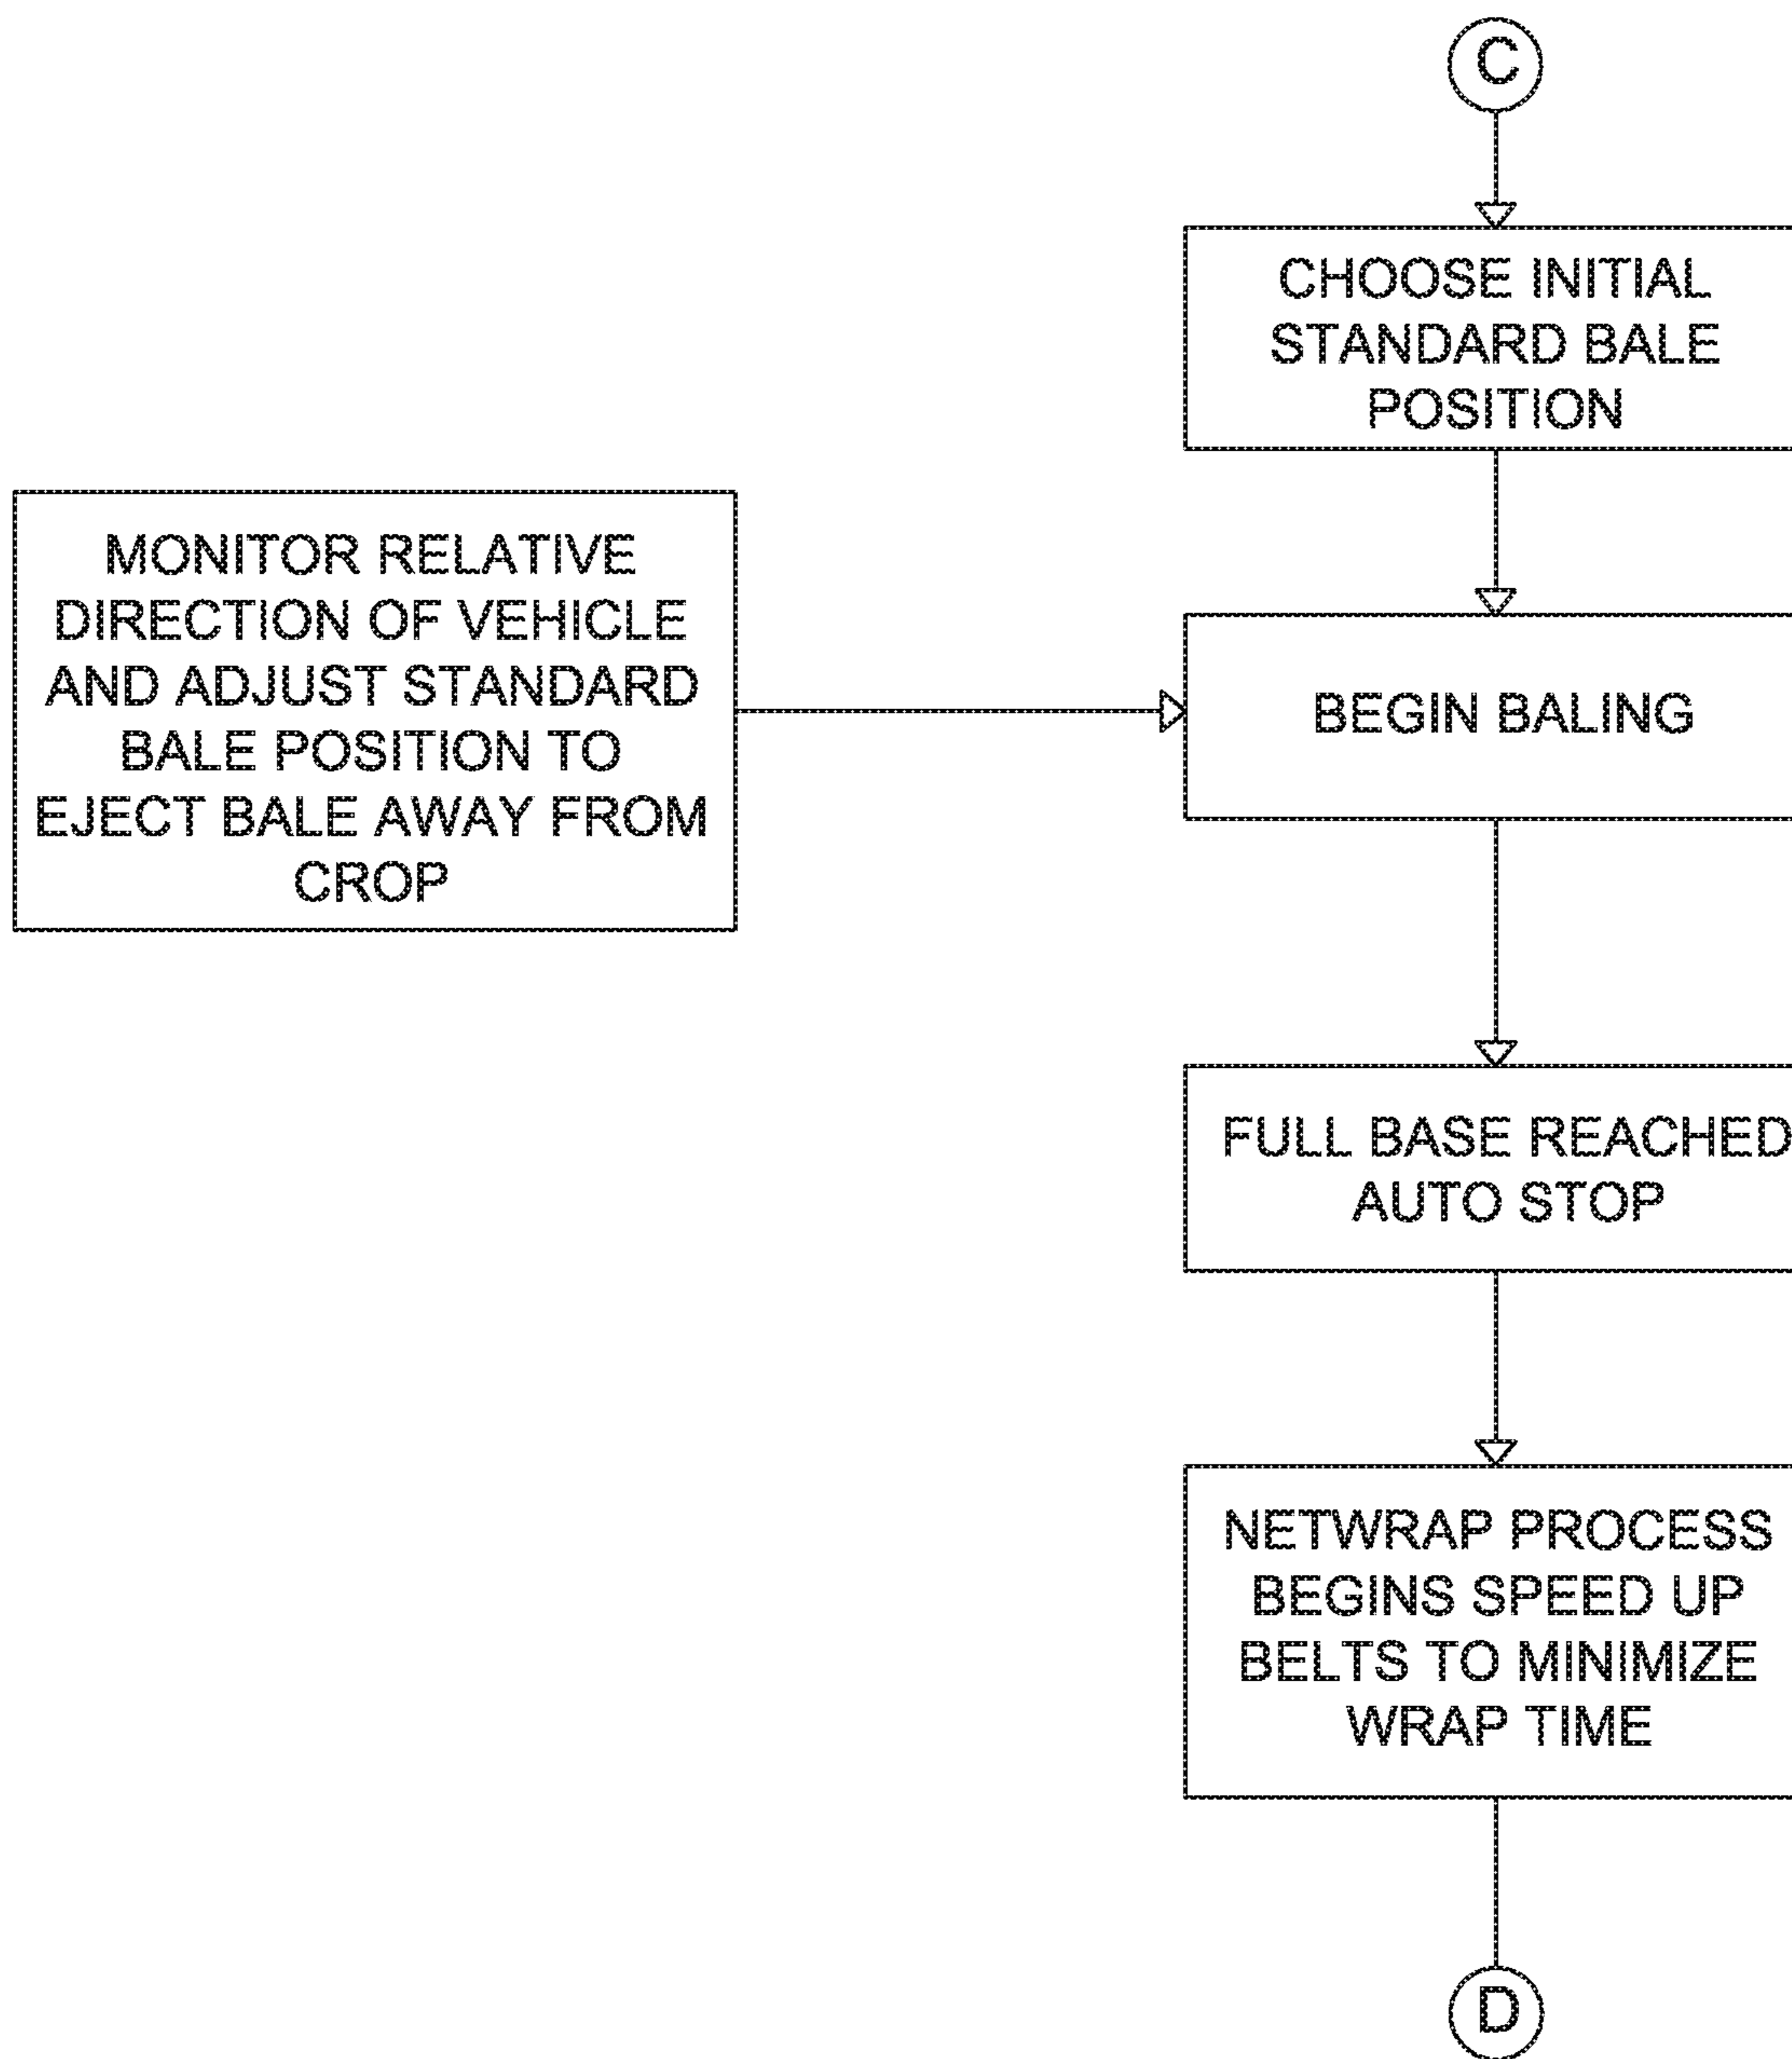 C
CHOOSE INITIAL
STANDARD BALE
POSITION
MONITOR RELATIVE
DIRECTION OF VEHICLE
AND ADJUST STANDARD
BALE POSITION TO
EJECT BALE AWAY FROM
CROP
BEGIN BALING
FULL BASE REACHED
AUTO STOP
NETWRAP PROCESS
BEGINS SPEED UP
BELTS TO MINIMIZE
WRAP TIME
D